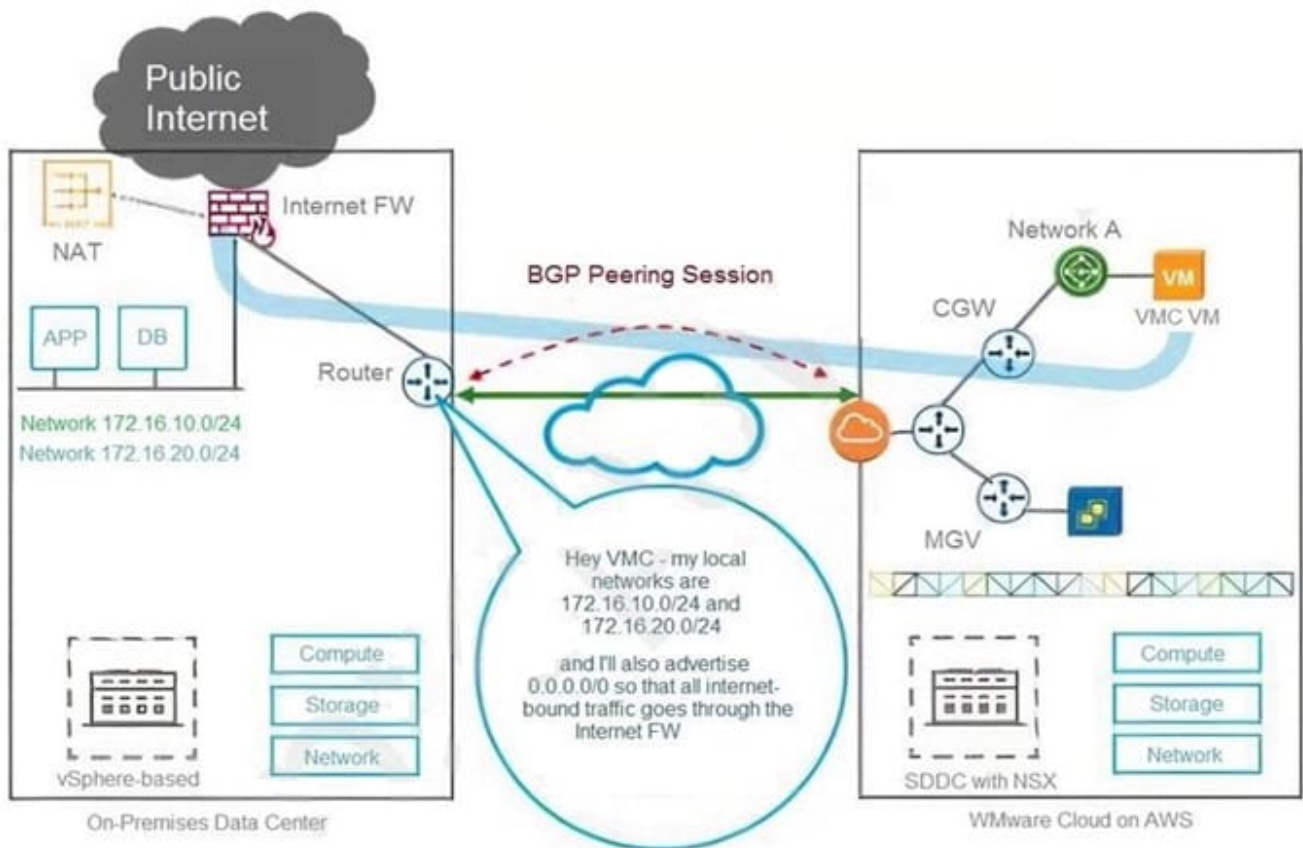 Public
Internet
NAT
Internet FW
APP
DB
Network 172.16.10.0/24
Network 172.16.20.0/24
Router
BGP Peering Session
Network A
VM
VMC VM
CGW
MGV
Hey VMC - my local
networks are
172.16.10.0/24 and
172.16.20.0/24
and I'll also advertise
0.0.0.0/0 so that all internet-
bound traffic goes through the
Internet FW
vSphere-based
Compute
Storage
Network
On-Premises Data Center
SDDC with NSX
Compute
Storage
Network
WMware Cloud on AWS